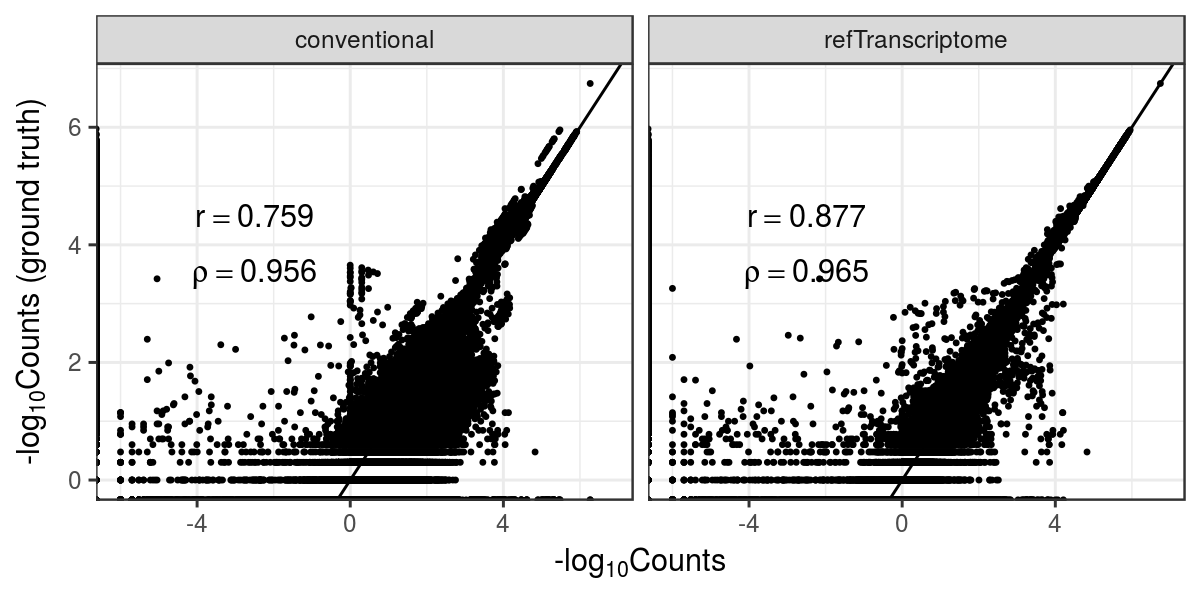 conventional
refTranscriptome
-log₁₀Counts (ground truth)
6
4
2
0
r = 0.759
ρ = 0.956
r = 0.877
ρ = 0.965
-4 0 4
-4 0 4
-log₁₀Counts